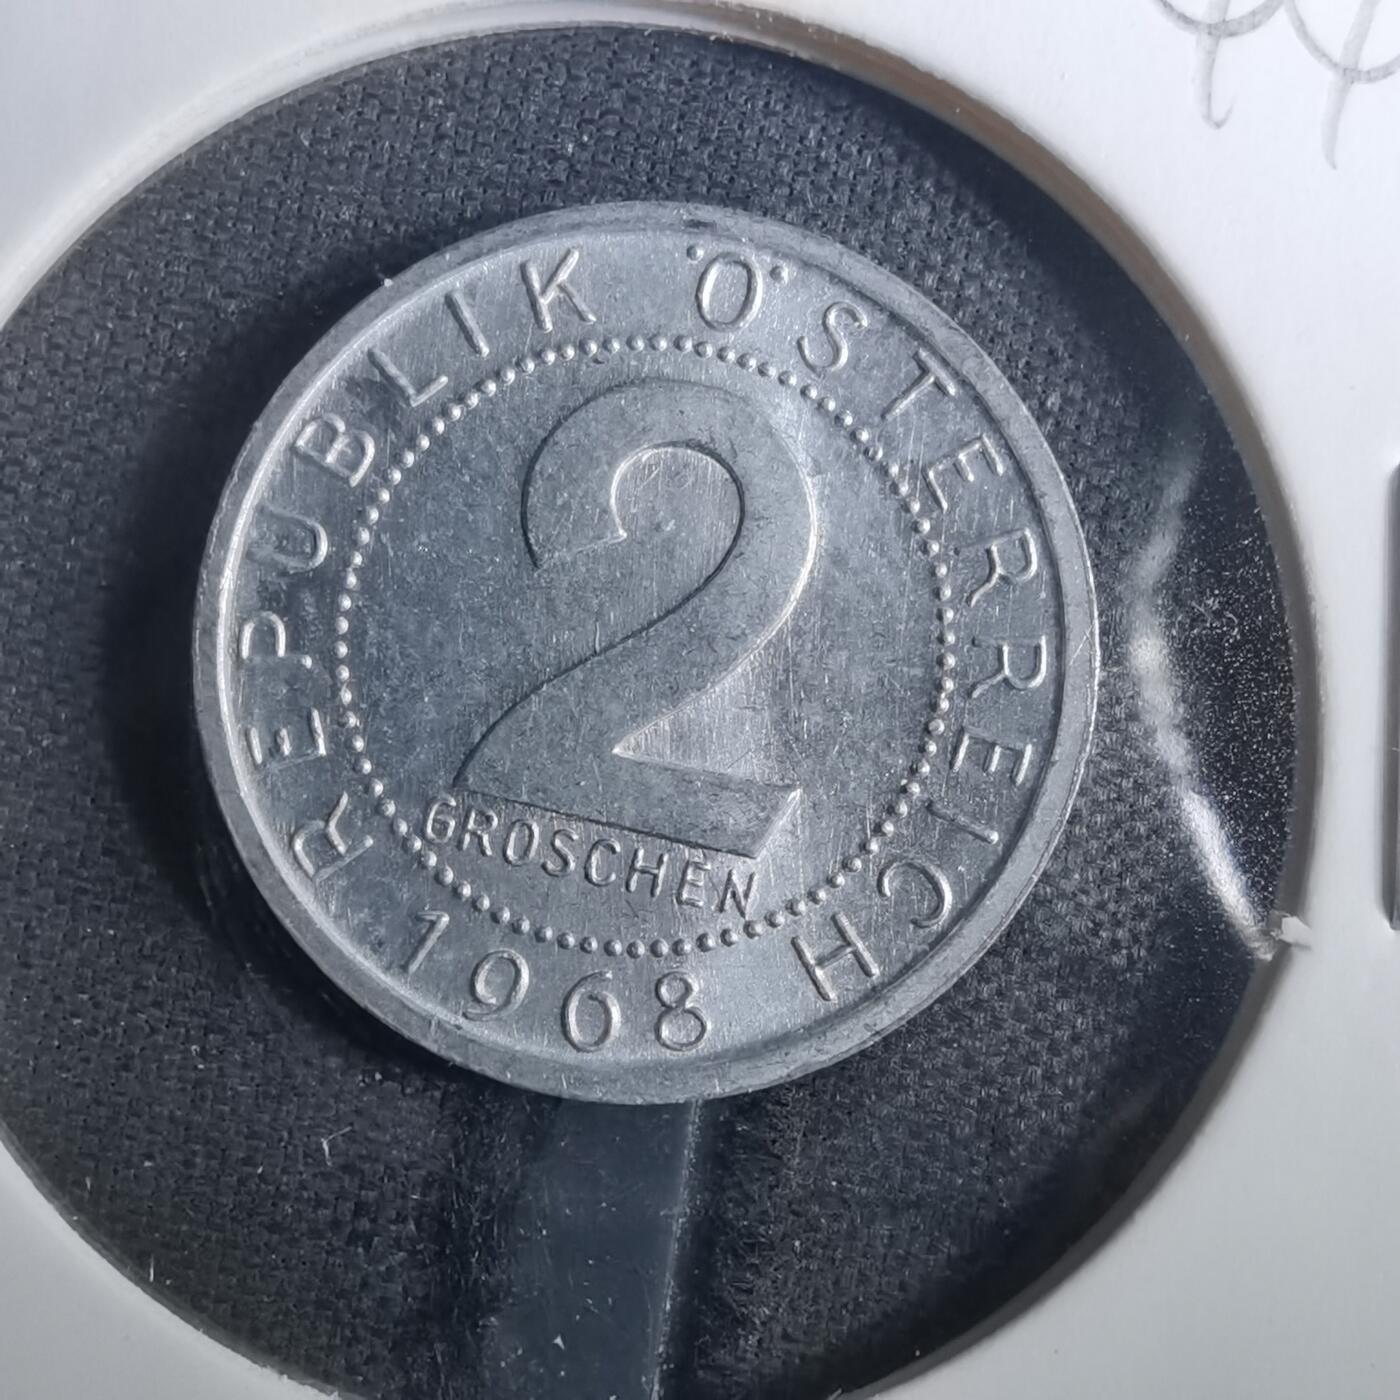 REPUBLIK ÖSTERREICH
2
GROSCHEN
1968